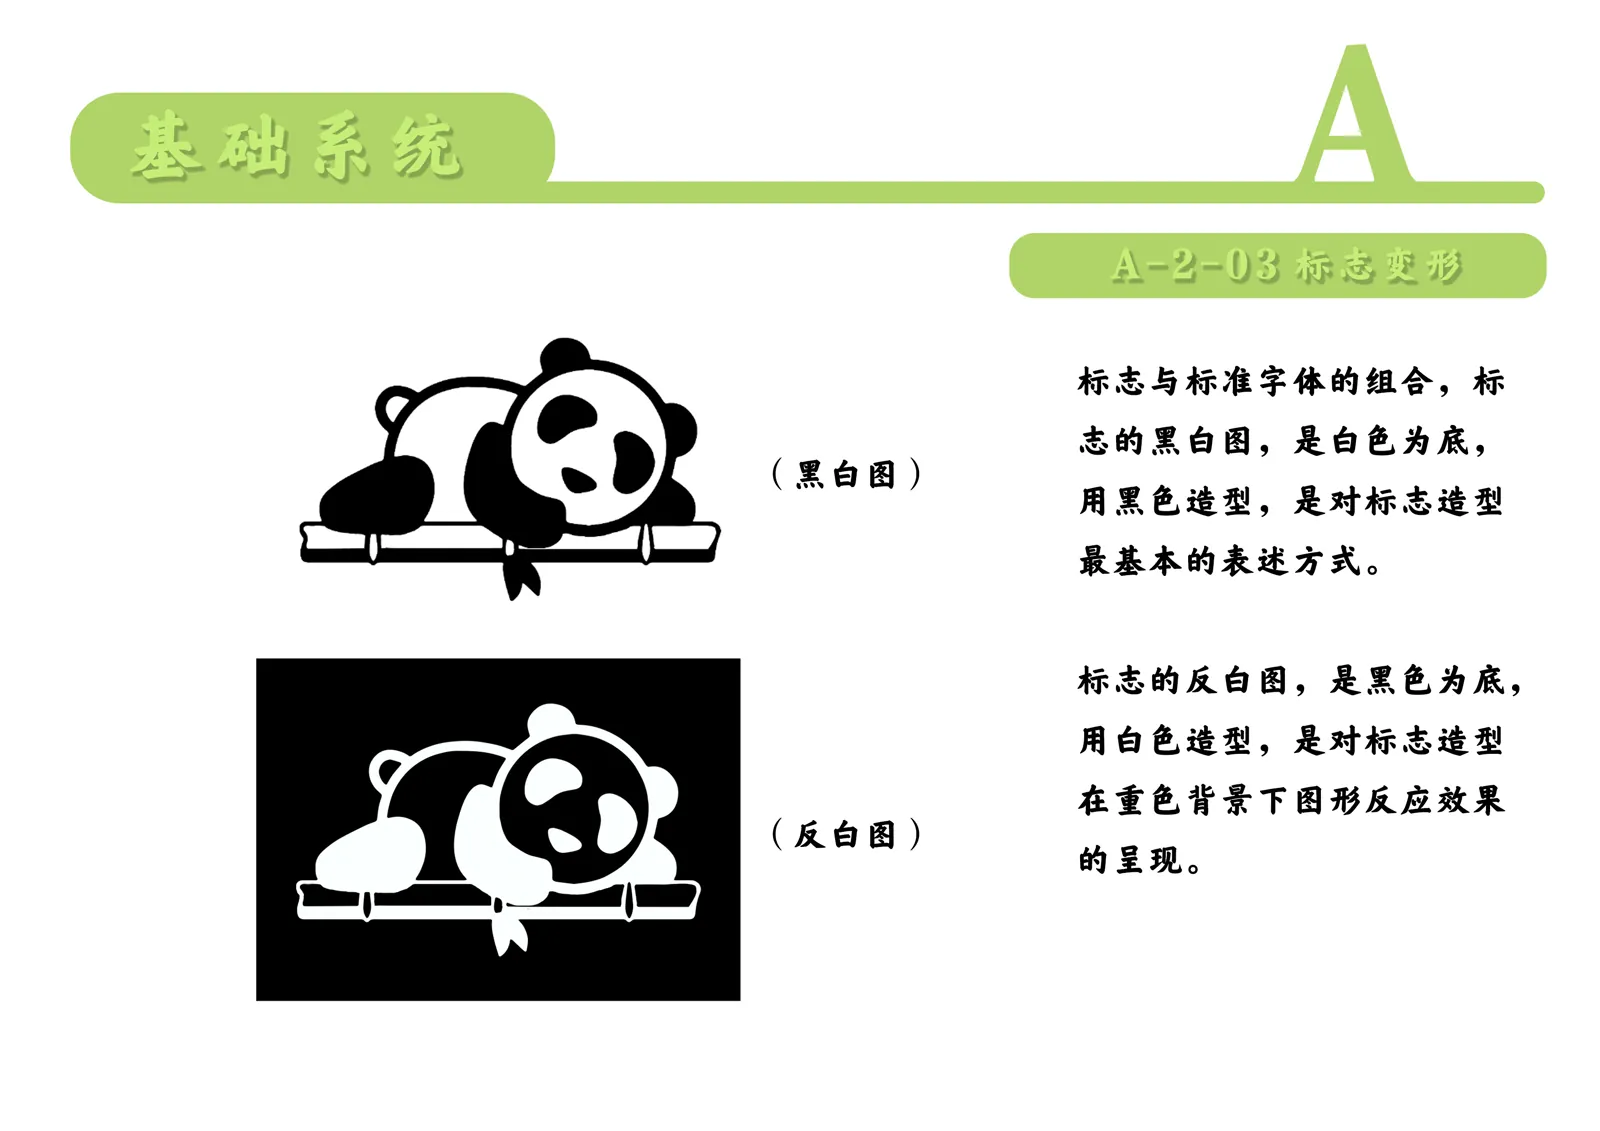 基础系统
A
A-2-03标志变形
标志与标准字体的组合，标
志的黑白图，是白色为底，
用黑色造型，是对标志造型
最基本的表述方式。
（黑白图）
标志的反白图，是黑色为底，
用白色造型，是对标志造型
在重色背景下图形反应效果
的呈现。
（反白图）